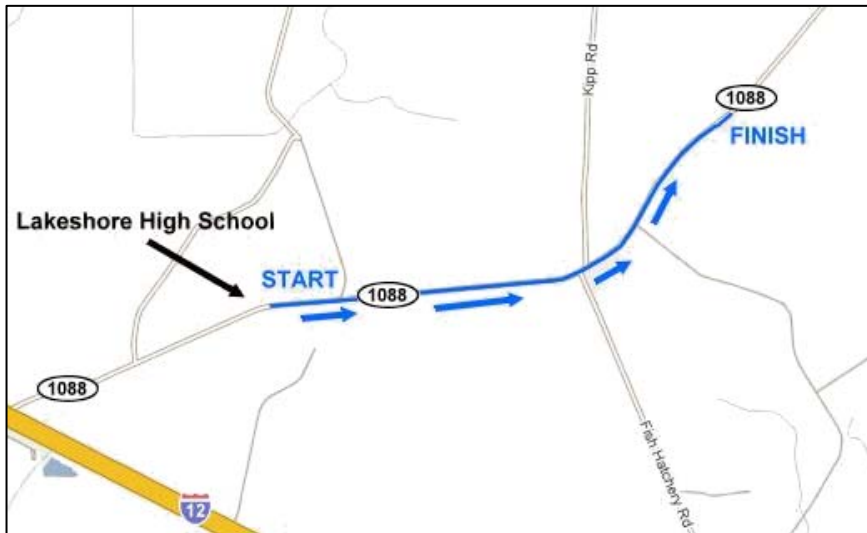 Kipp Rd
1088
FINISH
Lakeshore High School
START
1088
1088
Fish Hatchery Rd
12